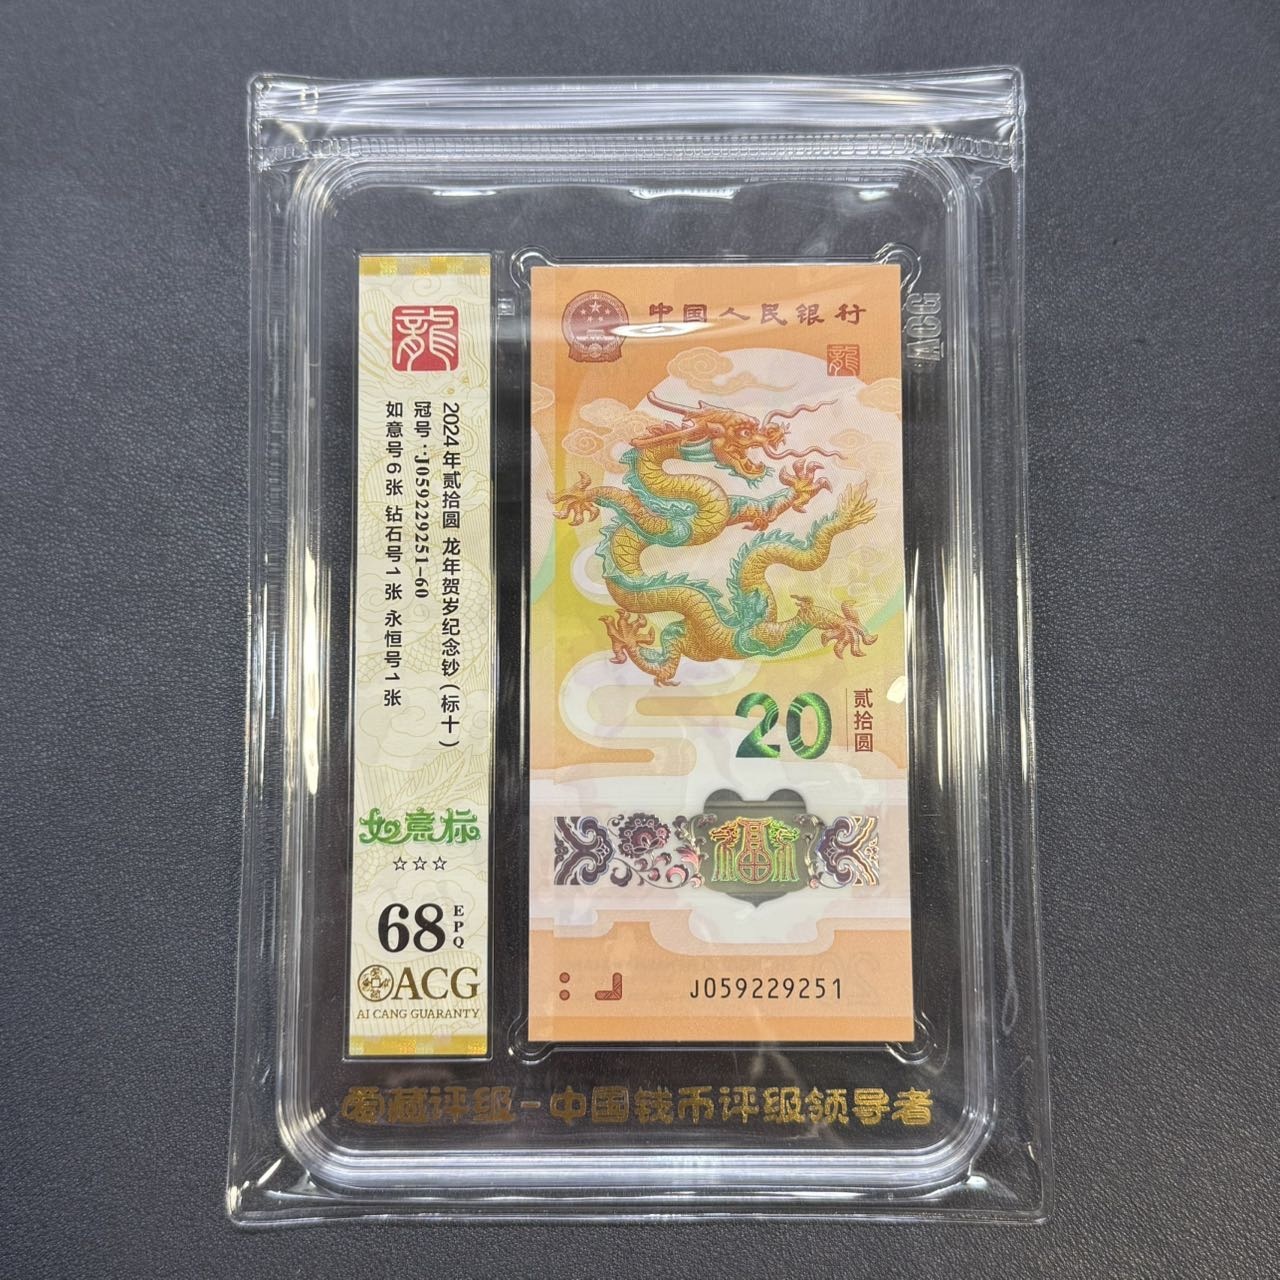 龍
2024年贰拾圆 龙年贺岁纪念钞(标十)
冠号:J059229251-60
如意号6张 钻石号1张 永恒号1张
如意标
☆☆☆
68
EPQ
ACG
AI CANG GUARANTY
中国人民银行
龍
20
贰拾圆
福
J059229251
爱藏评级-中国钱币评级领导者